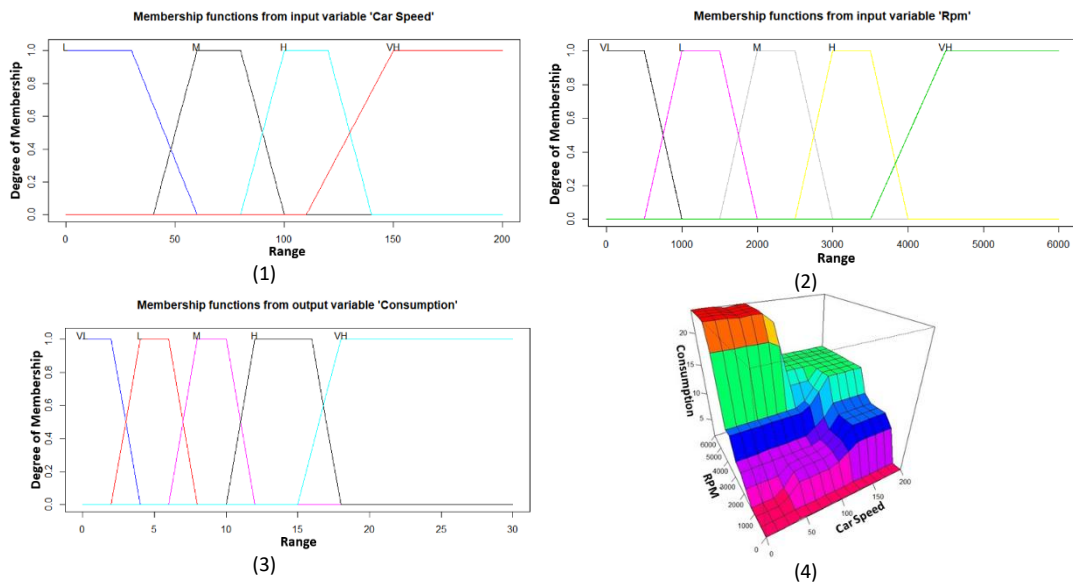 Membership functions from input variable 'Car Speed'
L
M
H
VH
Degree of Membership
1.0
0.8
0.6
0.4
0.2
0.0
0
50
100
150
200
Range
(1)
Membership functions from input variable 'Rpm'
VL
L
M
H
VH
Degree of Membership
1.0
0.8
0.6
0.4
0.2
0.0
0
1000
2000
3000
4000
5000
6000
Range
(2)
Membership functions from output variable 'Consumption'
VL
L
M
H
VH
Degree of Membership
1.0
0.8
0.6
0.4
0.2
0.0
0
5
10
15
20
25
30
Range
(3)
Consumption
20
15
10
5
RPM
6000
5000
4000
3000
2000
1000
0
0
50
100
150
200
Car Speed
(4)